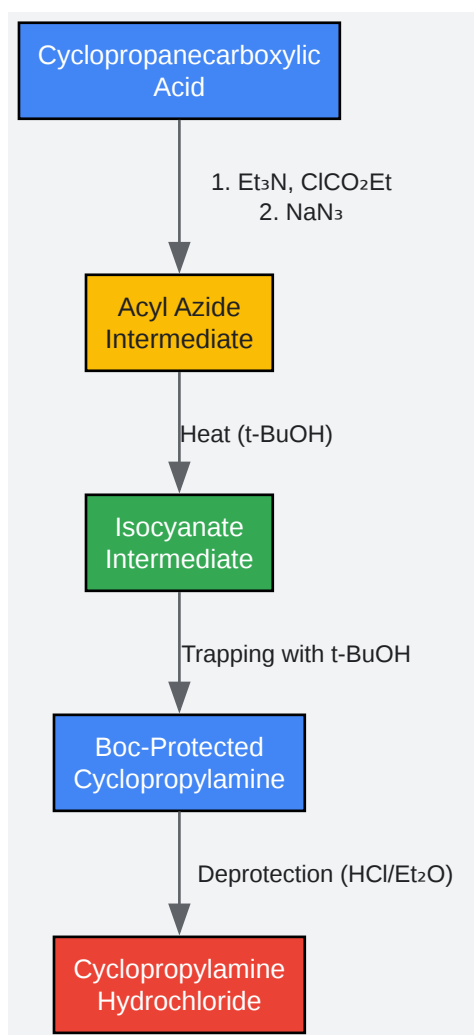 Cyclopropanecarboxylic
Acid
1. Et₃N, ClCO₂Et
2. NaN₃
Acyl Azide
Intermediate
Heat (t-BuOH)
Isocyanate
Intermediate
Trapping with t-BuOH
Boc-Protected
Cyclopropylamine
Deprotection (HCl/Et₂O)
Cyclopropylamine
Hydrochloride